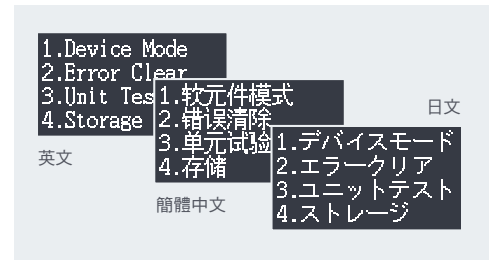 1.Device Mode
2.Error Clear
3.Unit Tes
4.Storage
英文
1.软元件模式
2.错误清除
3.单元试验
4.存储
簡體中文
日文
1.デバイスモード
2.エラークリア
3.ユニットテスト
4.ストレージ